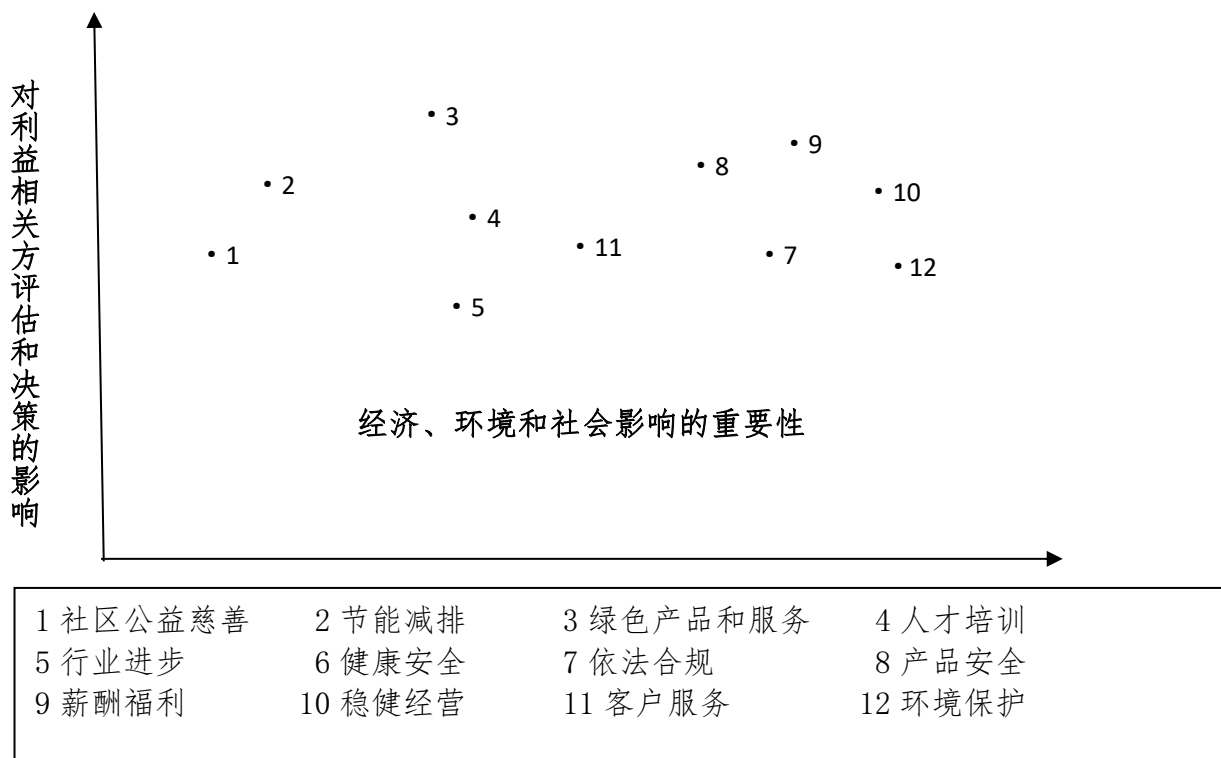 对利益相关方评估和决策的影响
• 3
• 9
• 8
• 2
• 10
• 4
• 11
• 1
• 7
• 12
• 5
经济、环境和社会影响的重要性
1 社区公益慈善 2 节能减排 3 绿色产品和服务 4 人才培训
5 行业进步 6 健康安全 7 依法合规 8 产品安全
9 薪酬福利 10 稳健经营 11 客户服务 12 环境保护